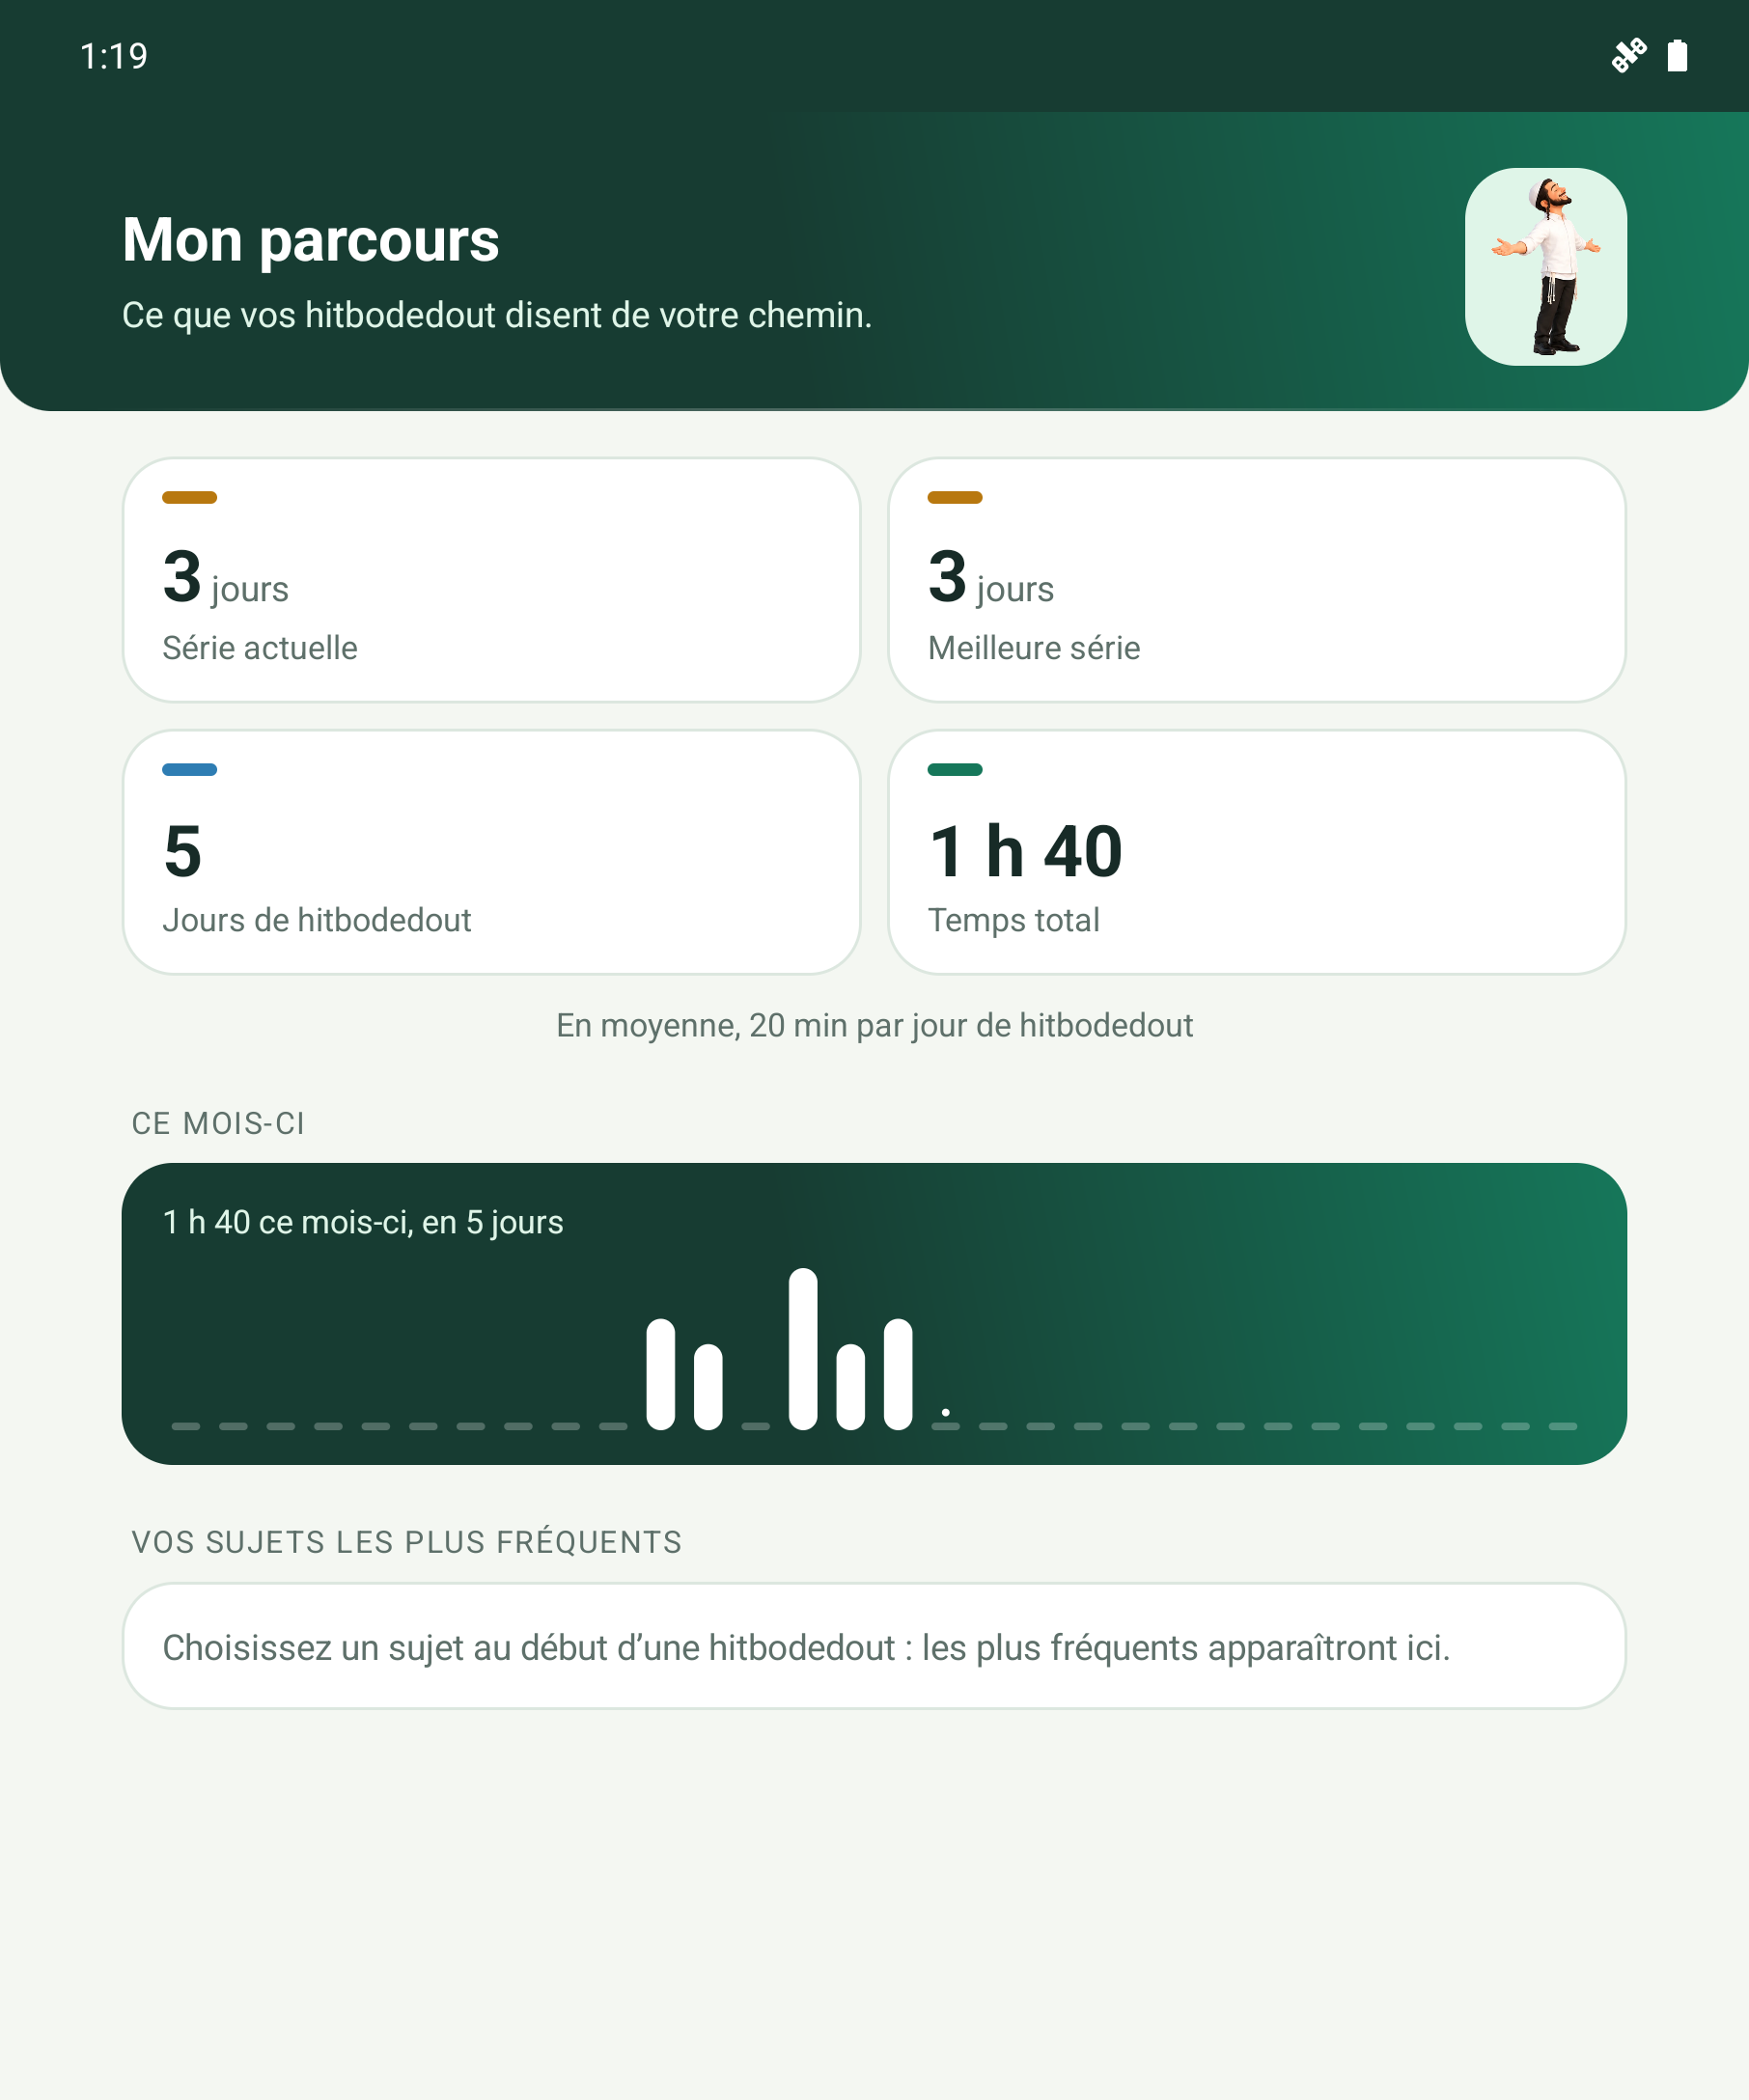 1:19
Mon parcours
Ce que vos hitbodedout disent de votre chemin.
3 jours
Série actuelle
3 jours
Meilleure série
5
Jours de hitbodedout
1 h 40
Temps total
En moyenne, 20 min par jour de hitbodedout
CE MOIS-CI
1 h 40 ce mois-ci, en 5 jours
VOS SUJETS LES PLUS FRÉQUENTS
Choisissez un sujet au début d’une hitbodedout : les plus fréquents apparaîtront ici.